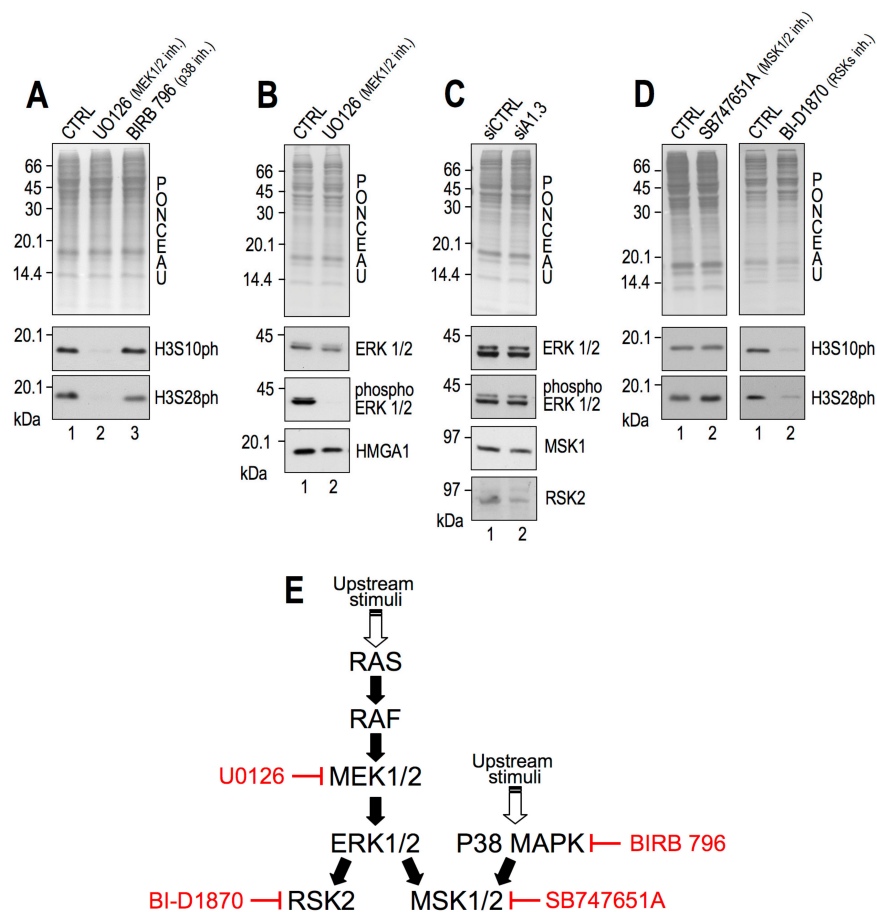 A
CTRL
UO126 (MEK1/2 inh.)
BIRB 796 (p38 inh.)
66
45
30
20.1
14.4
PONCEAU
20.1
H3S10ph
20.1
H3S28ph
kDa
1 2 3
B
CTRL
UO126 (MEK1/2 inh.)
66
45
30
20.1
14.4
PONCEAU
45
ERK 1/2
45
phospho
ERK 1/2
20.1
HMGA1
kDa
1 2
C
siCTRL
siA1.3
66
45
30
20.1
14.4
PONCEAU
45
ERK 1/2
45
phospho
ERK 1/2
97
MSK1
97
RSK2
kDa
1 2
D
CTRL
SB747651A (MSK1/2 inh.)
CTRL
BI-D1870 (RSKs inh.)
66
45
30
20.1
14.4
PONCEAU
20.1
H3S10ph
20.1
H3S28ph
kDa
1 2 1 2
E
Upstream
stimuli
RAS
RAF
U0126 MEK1/2
Upstream
stimuli
ERK1/2 P38 MAPK BIRB 796
BI-D1870 RSK2 MSK1/2 SB747651A